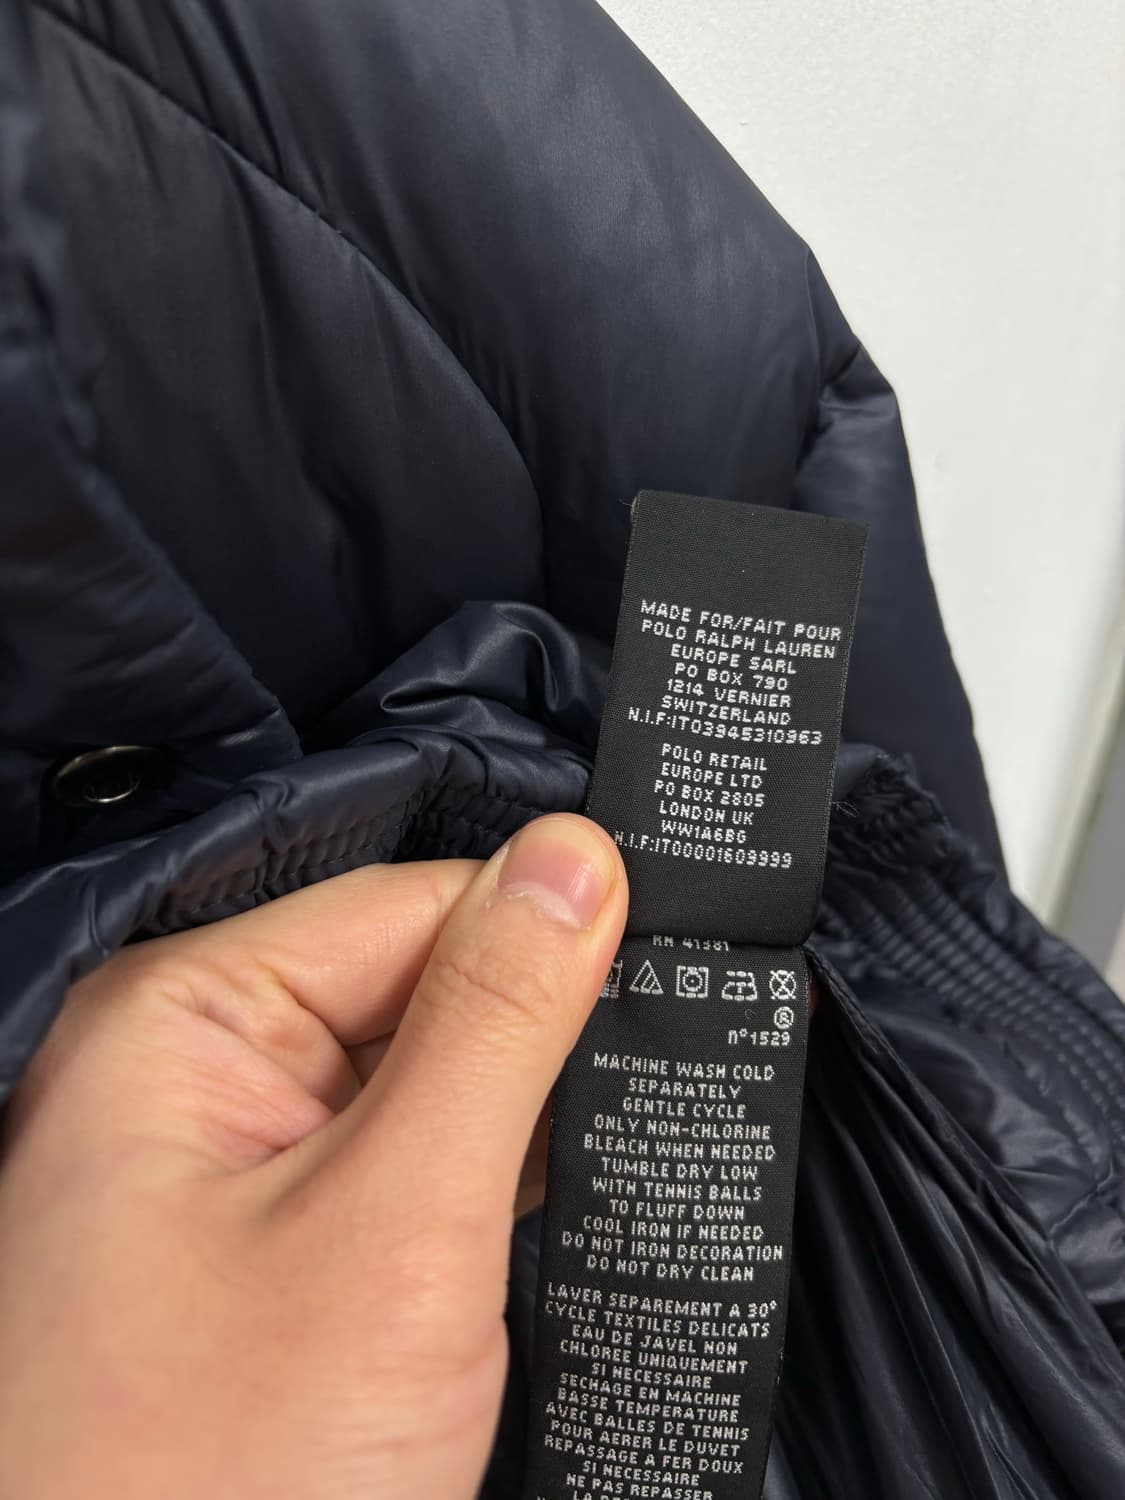 MADE FOR/FAIT POUR
POLO RALPH LAUREN
EUROPE SARL
PO BOX 790
1214 VERNIER
SWITZERLAND
N.I.F:IT03945310963
POLO RETAIL
EUROPE LTD
PO BOX 2805
LONDON UK
WW1A6BG
N.I.F:IT00001609999
RN 41381
®
n°1529
MACHINE WASH COLD
SEPARATELY
GENTLE CYCLE
ONLY NON-CHLORINE
BLEACH WHEN NEEDED
TUMBLE DRY LOW
WITH TENNIS BALLS
TO FLUFF DOWN
COOL IRON IF NEEDED
DO NOT IRON DECORATION
DO NOT DRY CLEAN
LAVER SEPAREMENT A 30°
CYCLE TEXTILES DELICATS
EAU DE JAVEL NON
CHLOREE UNIQUEMENT
SI NECESSAIRE
SECHAGE EN MACHINE
BASSE TEMPERATURE
AVEC BALLES DE TENNIS
POUR AERER LE DUVET
REPASSAGE A FER DOUX
SI NECESSAIRE
NE PAS REPASSER
LA